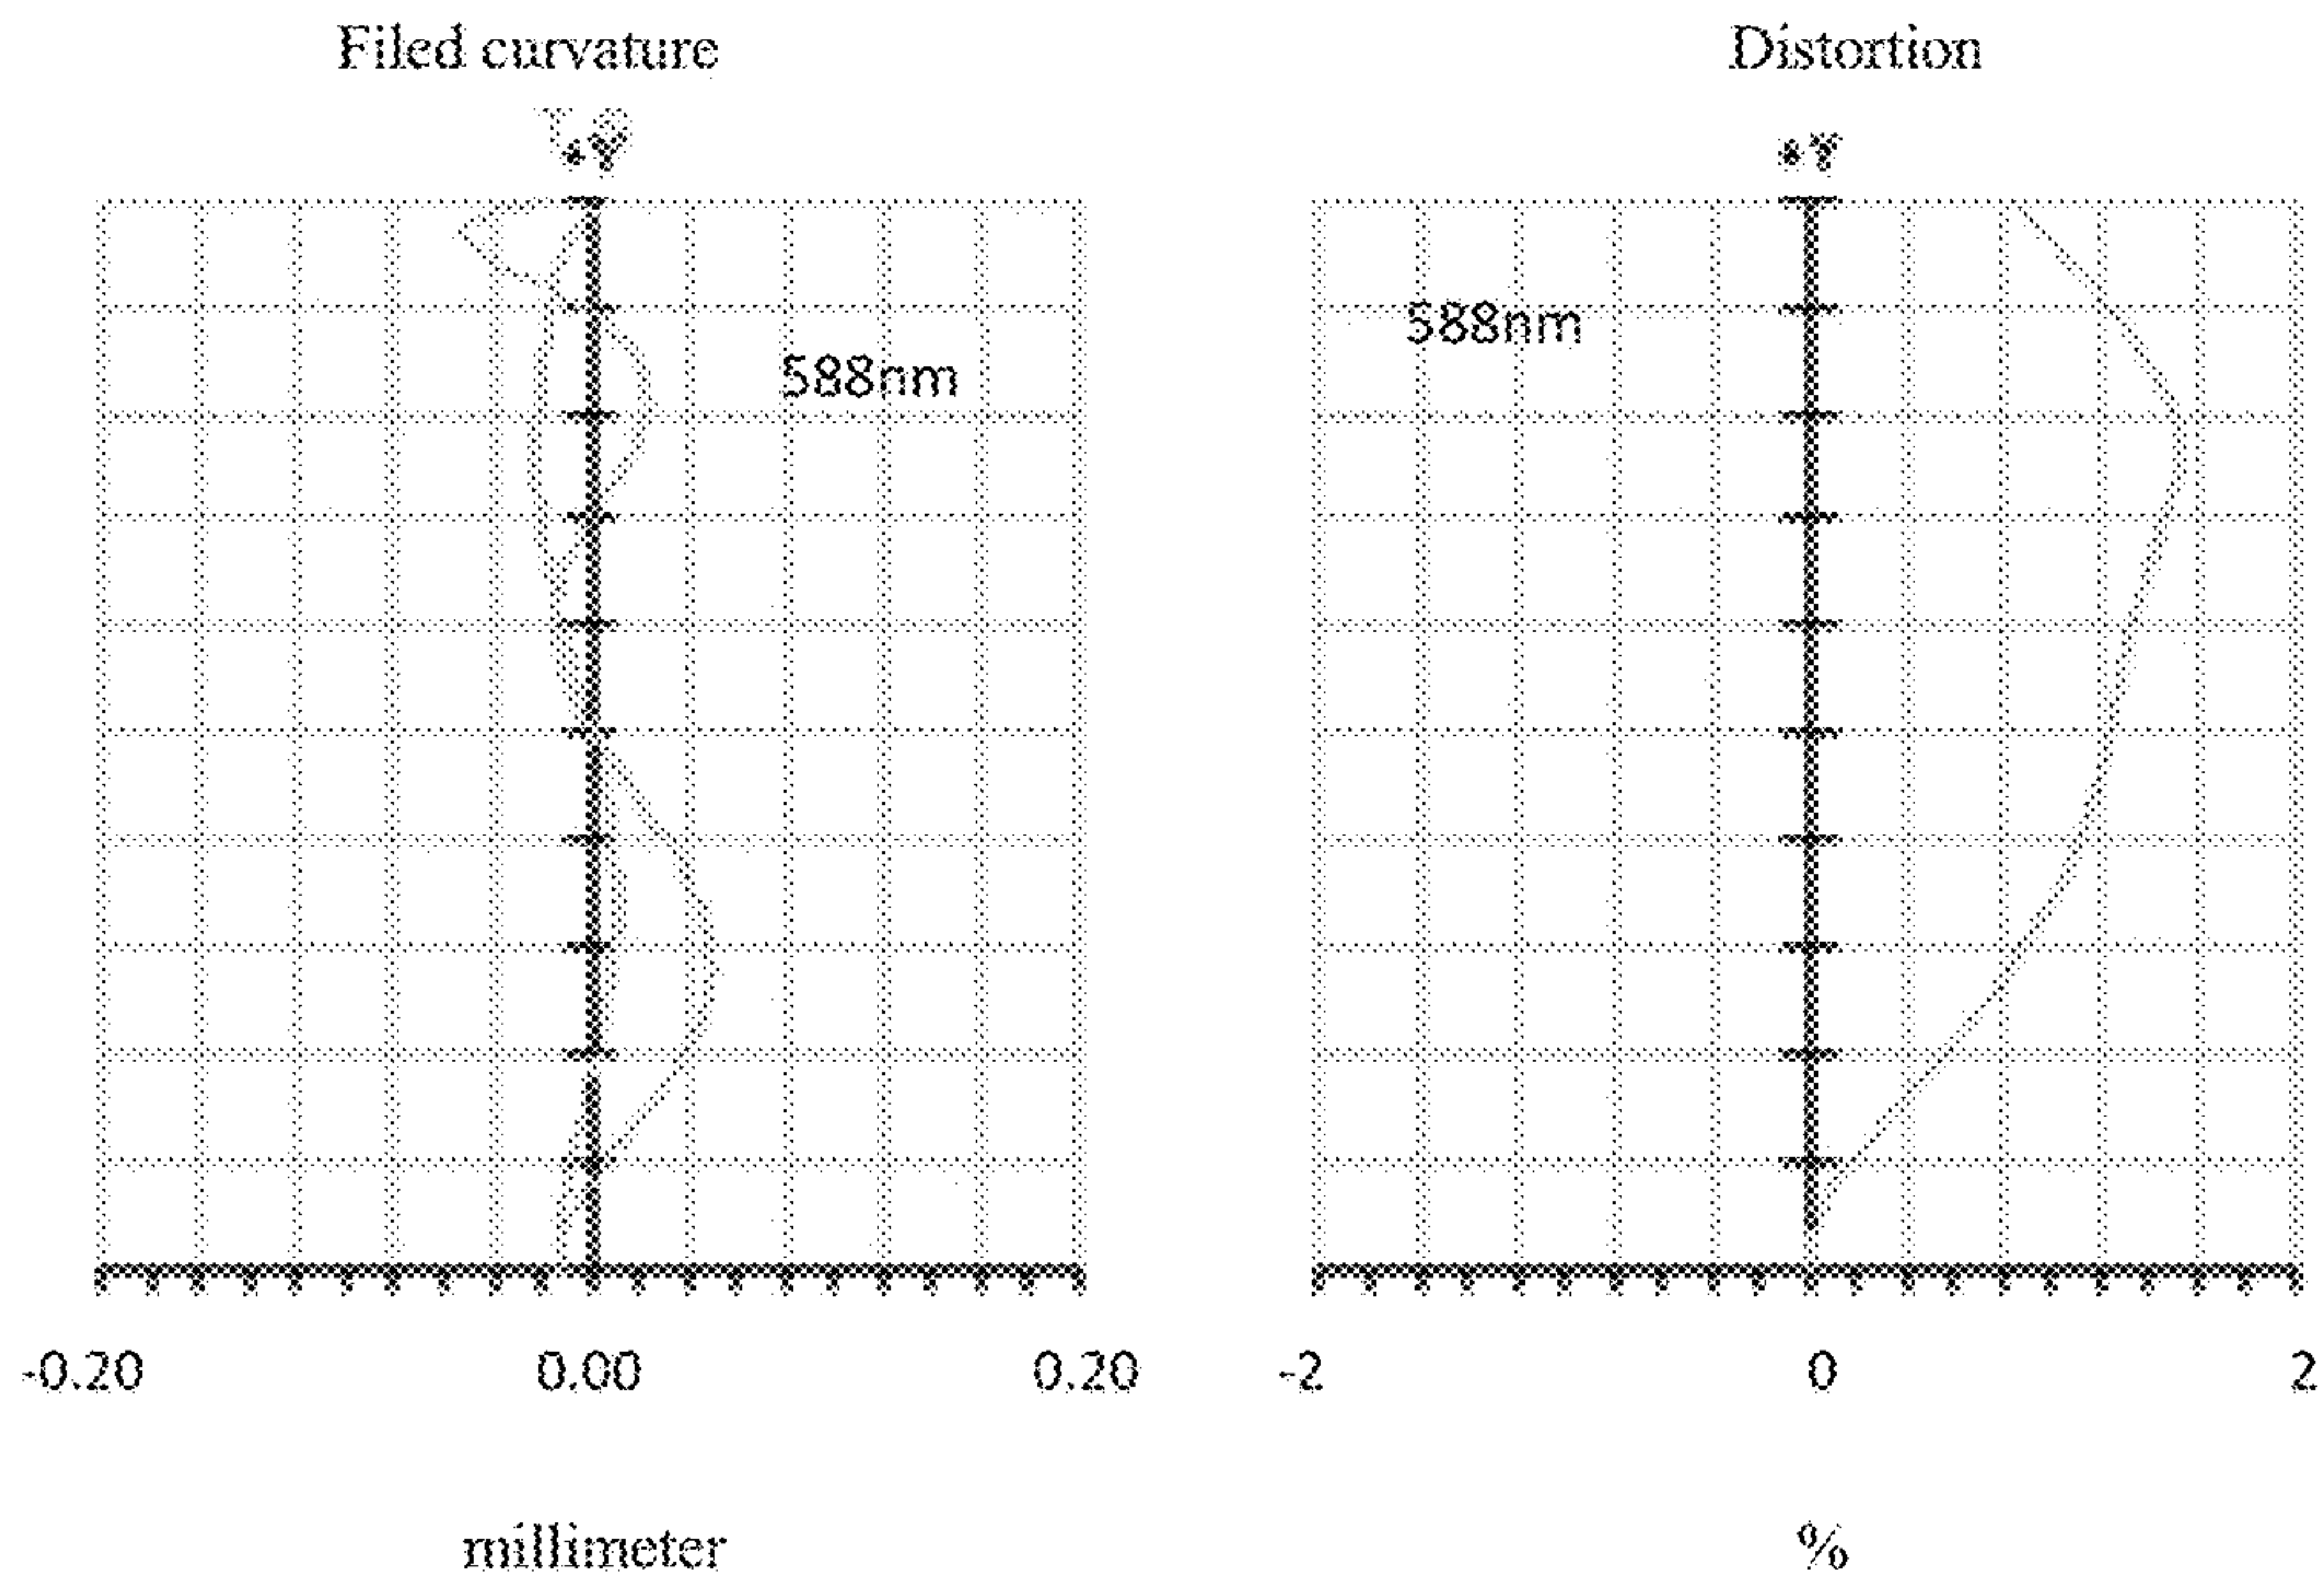 Filed curvature
T S
+Y
588nm
-0.20 0.00 0.20
millimeter
Distortion
+Y
588nm
-2 0 2
%